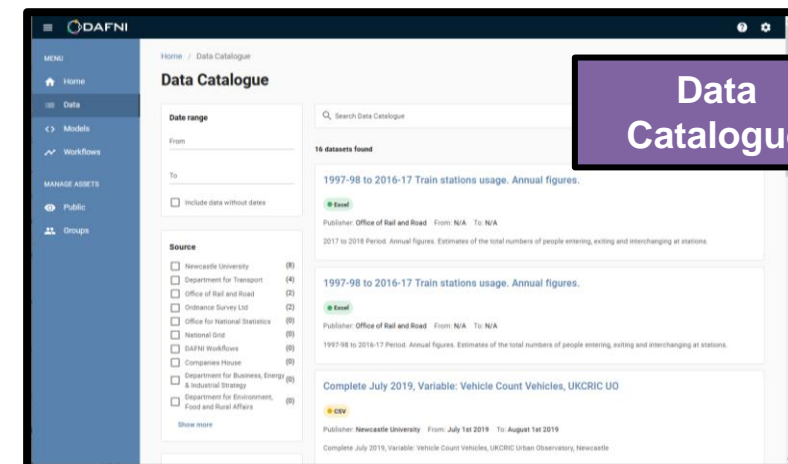 DAFNI
MENU
Home
Data
Models
Workflows
MANAGE ASSETS
Public
Groups
Home / Data Catalogue
Data Catalogue
Date range
From
To
Include data without dates
Source
Newcastle University (8)
Department for Transport (4)
Office of Rail and Road (2)
Ordnance Survey Ltd (2)
Office for National Statistics (0)
National Grid (0)
DAFNI Workflows (0)
Companies House (0)
Department for Business, Energy (0)
& Industrial Strategy
Department for Environment, (0)
Food and Rural Affairs
Show more
Search Data Catalogue
16 datasets found
1997-98 to 2016-17 Train stations usage. Annual figures.
Excel
Publisher: Office of Rail and Road From: N/A To: N/A
2017 to 2018 Period. Annual figures. Estimates of the total numbers of people entering, exiting and interchanging at stations.
1997-98 to 2016-17 Train stations usage. Annual figures.
Excel
Publisher: Office of Rail and Road From: N/A To: N/A
1997-98 to 2016-17 Period. Annual figures. Estimates of the total numbers of people entering, exiting and interchanging at stations.
Complete July 2019, Variable: Vehicle Count Vehicles, UKCRIC UO
CSV
Publisher: Newcastle University From: July 1st 2019 To: August 1st 2019
Complete July 2019, Variable: Vehicle Count Vehicles, UKCRIC Urban Observatory, Newcastle
Data
Catalogue